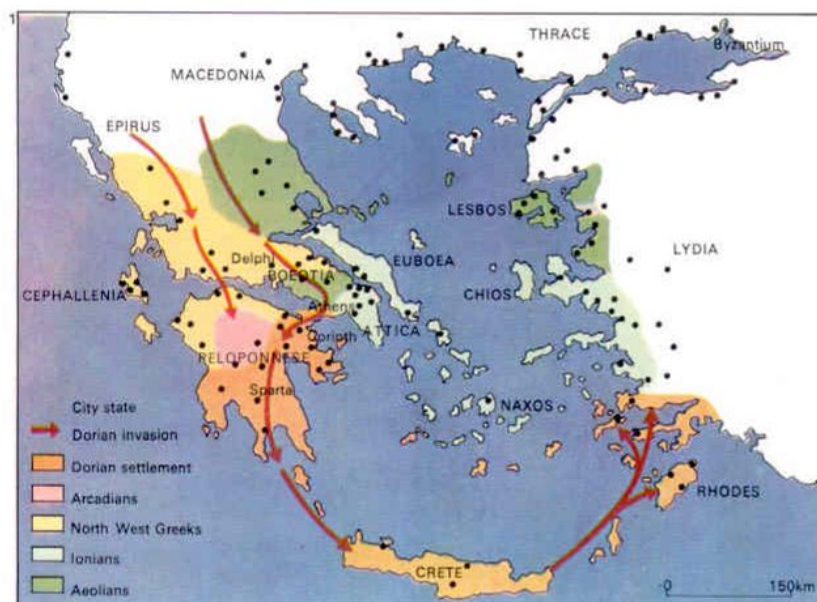 1
THRACE
Byzantium
MACEDONIA
EPIRUS
LESBOS
LYDIA
Delphi
EUBOEA
BOEOTIA
CEPHALLENIA
CHIOS
Athens
ATTICA
Corinth
PELOPONNESE
Sparta
NAXOS
City state
Dorian invasion
Dorian settlement
Arcadians
RHODES
North West Greeks
Ionians
CRETE
Aeolians
0 150km